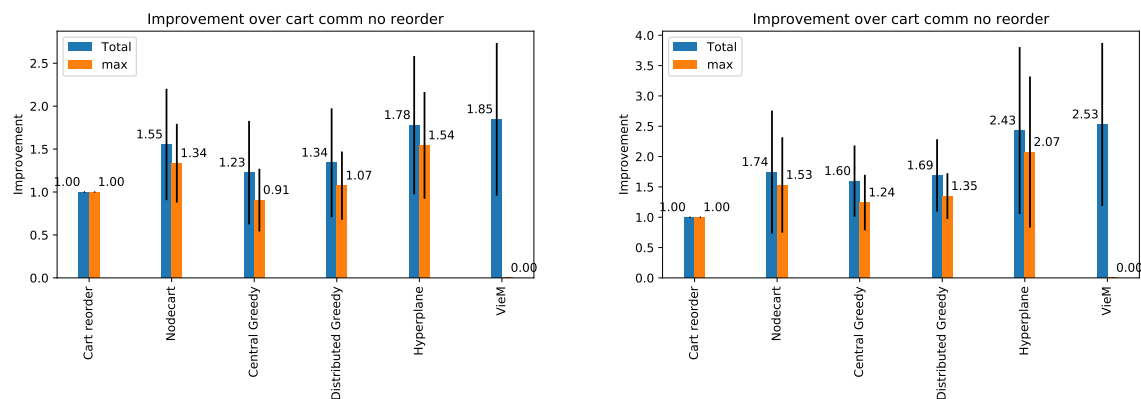 Improvement over cart comm no reorder
Improvement
0.0
0.5
1.0
1.5
2.0
2.5
Total
max
1.00
1.00
1.55
1.34
1.23
0.91
1.34
1.07
1.78
1.54
1.85
0.00
Cart reorder
Nodecart
Central Greedy
Distributed Greedy
Hyperplane
VieM
Improvement over cart comm no reorder
Improvement
0.0
0.5
1.0
1.5
2.0
2.5
3.0
3.5
4.0
Total
max
1.00
1.00
1.74
1.53
1.60
1.24
1.69
1.35
2.43
2.07
2.53
0.00
Cart reorder
Nodecart
Central Greedy
Distributed Greedy
Hyperplane
VieM